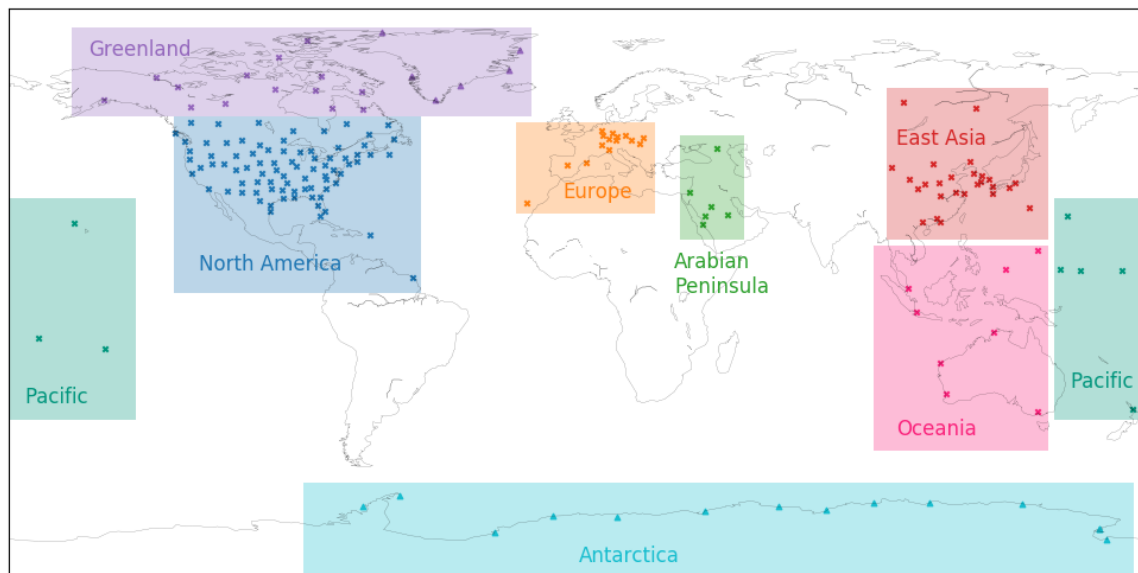 Greenland
East Asia
Europe
North America
Arabian
Peninsula
Pacific
Pacific
Oceania
Antarctica